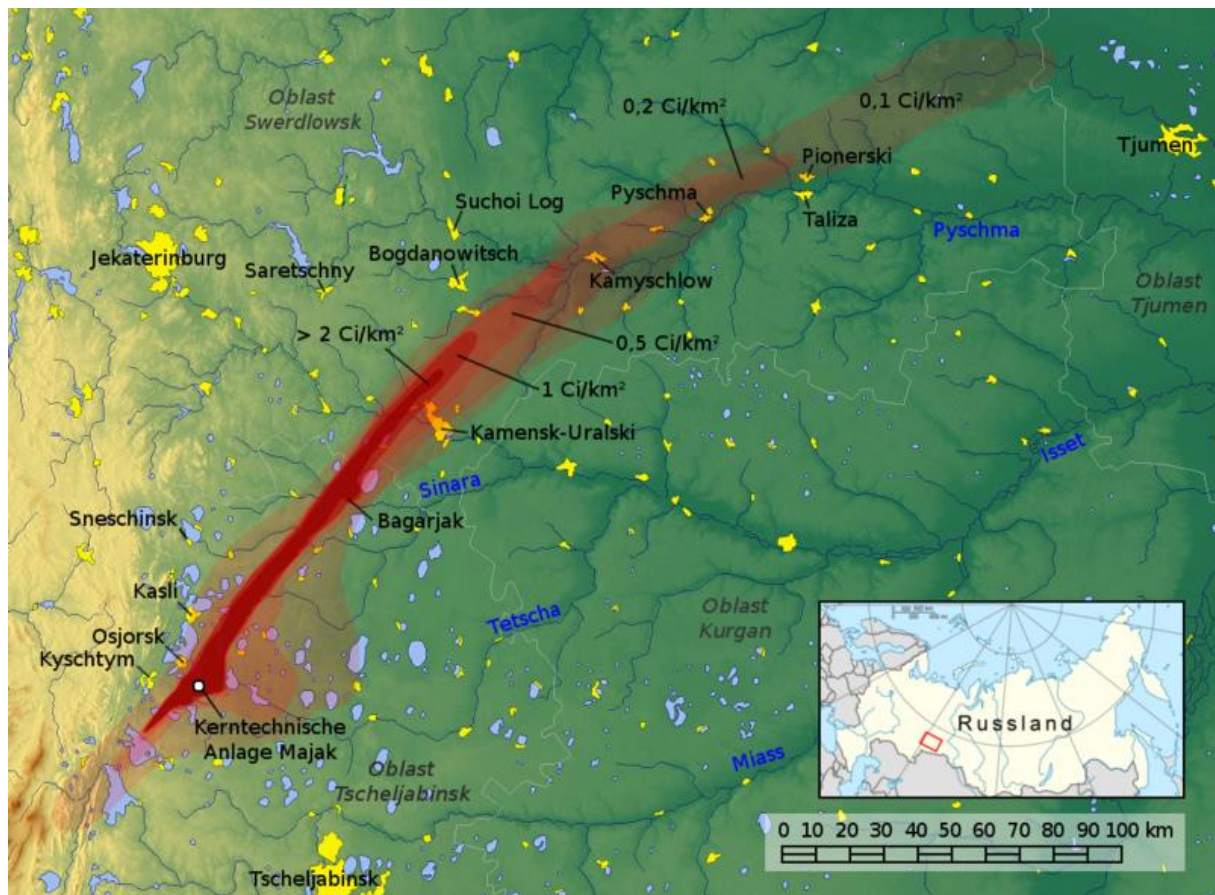 Oblast
Swerdlowsk
0,2 Ci/km²
0,1 Ci/km²
Tjumen
Pionerski
Pyschma
Taliza
Suchoi Log
Pyschma
Jekaterinburg
Saretschny
Bogdanowitsch
Kamyschlow
Oblast
Tjumen
> 2 Ci/km²
0,5 Ci/km²
1 Ci/km²
Kamensk-Uralski
Isset
Sinara
Sneschinsk
Bagarjak
Kasli
Tetscha
Oblast
Kurgan
Osjorsk
Kyschtym
Kerntechnische
Anlage Majak
Russland
Oblast
Tscheljabinsk
Miass
0 10 20 30 40 50 60 70 80 90 100 km
Tscheljabinsk